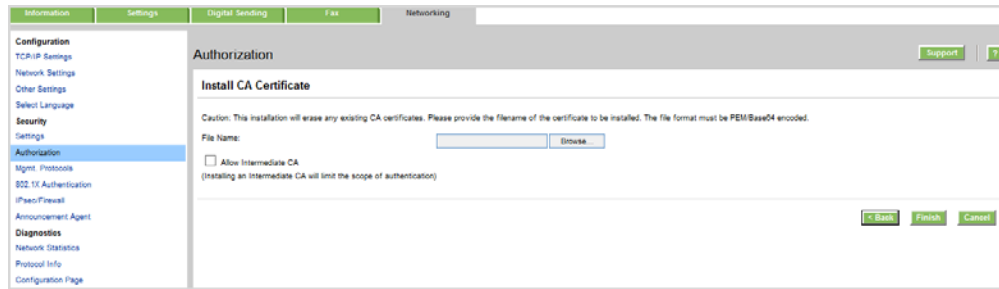 Information Settings Digital Sending Fax Networking
Configuration
TCP/IP Settings
Network Settings
Other Settings
Select Language
Security
Settings
Authorization
Mgmt. Protocols
802.1X Authentication
IPsec/Firewall
Announcement Agent
Diagnostics
Network Statistics
Protocol Info
Configuration Page
Authorization
Support ?
Install CA Certificate
Caution: This installation will erase any existing CA certificates. Please provide the filename of the certificate to be installed. The file format must be PEM/Base64 encoded.
File Name: Browse...
Allow Intermediate CA
(Installing an Intermediate CA will limit the scope of authentication)
< Back Finish Cancel